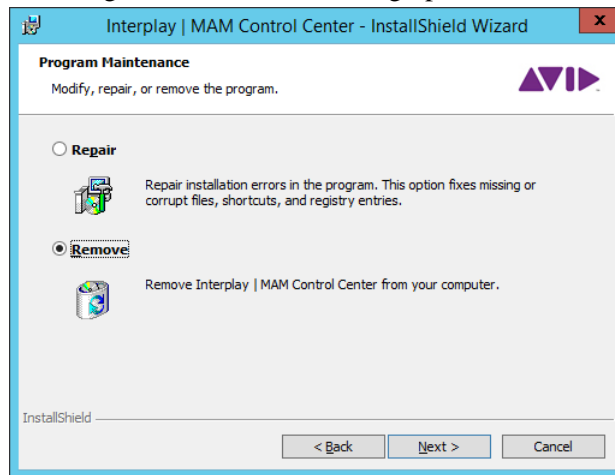 Interplay | MAM Control Center - InstallShield Wizard
x
Program Maintenance
Modify, repair, or remove the program.
AVID
Repair
Repair installation errors in the program. This option fixes missing or
corrupt files, shortcuts, and registry entries.
Remove
Remove Interplay | MAM Control Center from your computer.
InstallShield
< Back
Next >
Cancel